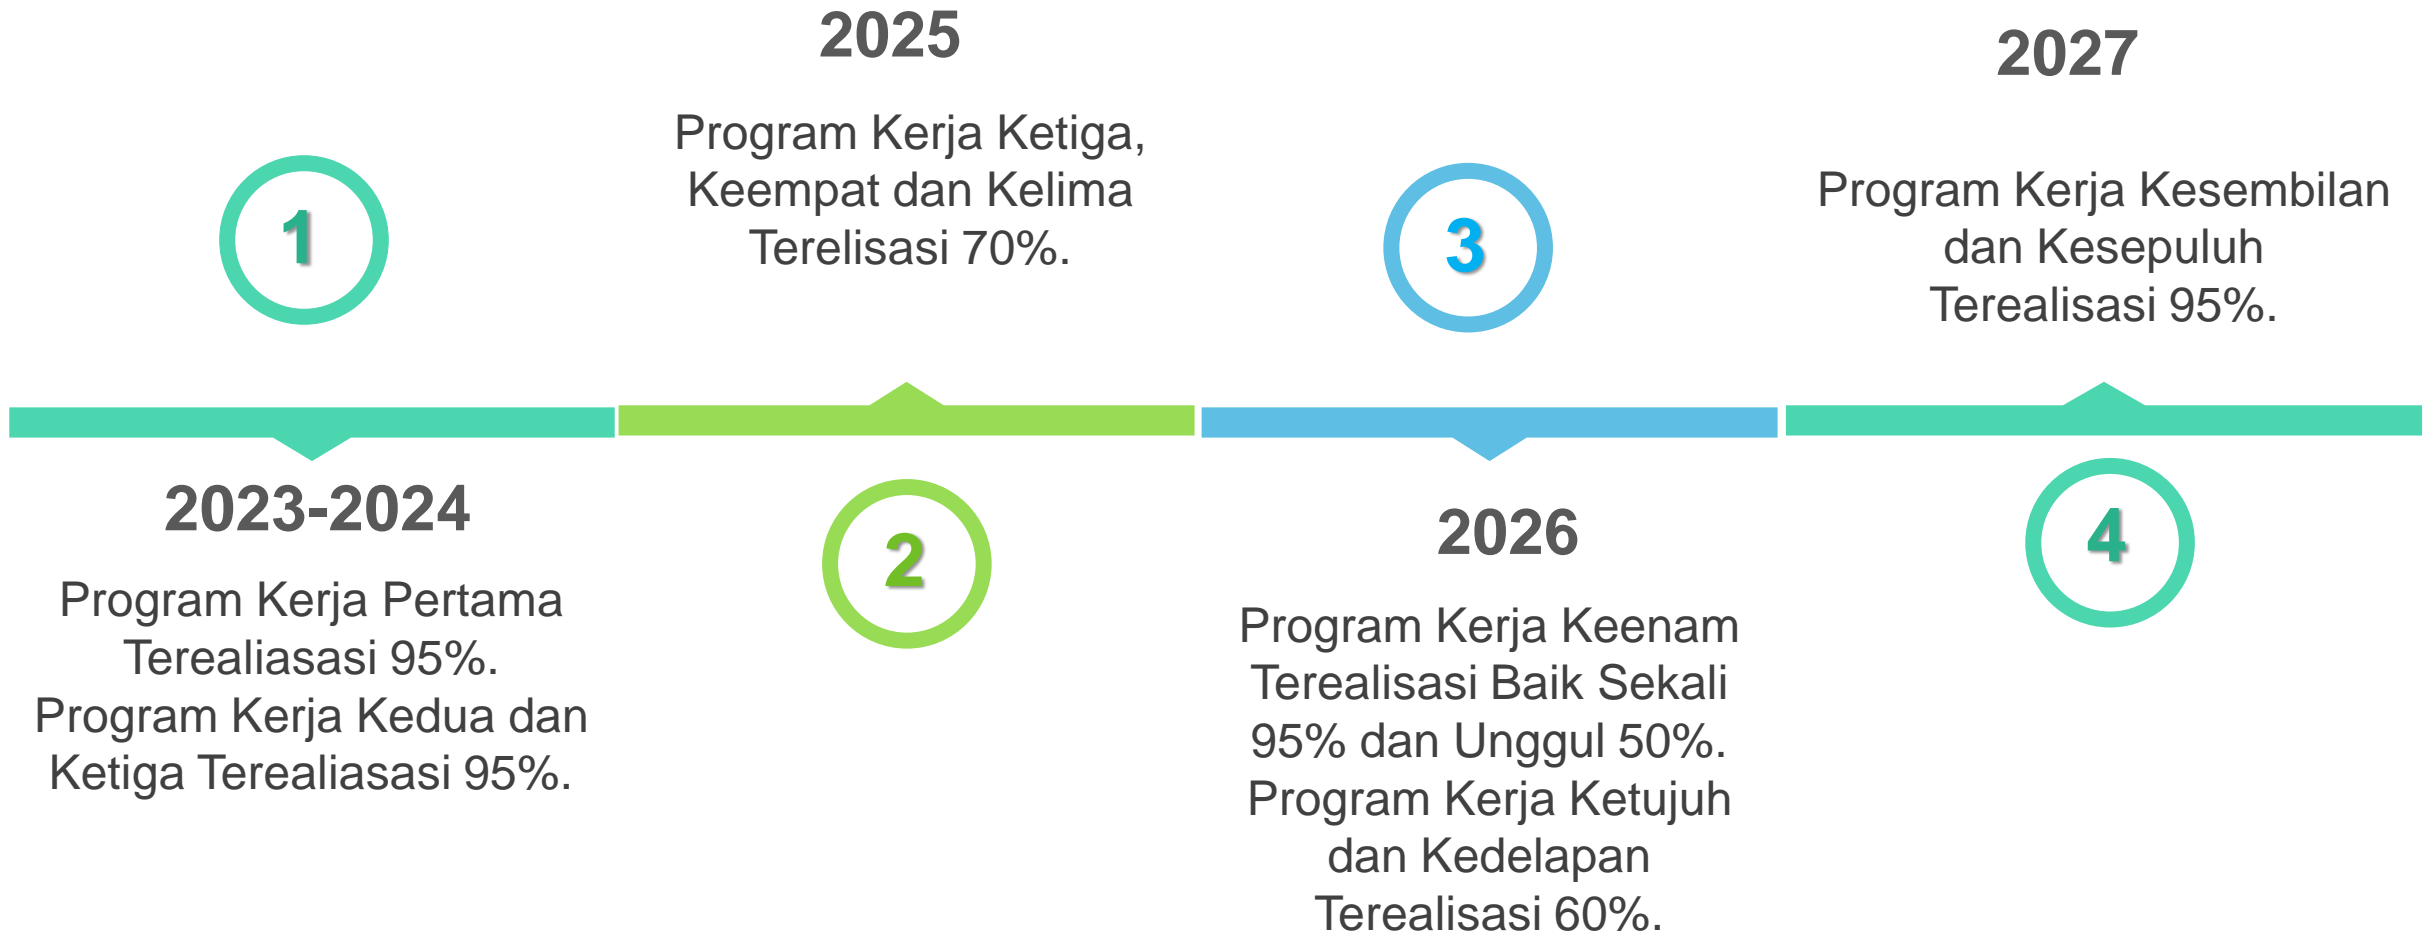 1
2023-2024
Program Kerja Pertama
Terealiasasi 95%.
Program Kerja Kedua dan
Ketiga Terealiasasi 95%.
2025
Program Kerja Ketiga,
Keempat dan Kelima
Terelisasi 70%.
2
3
2026
Program Kerja Keenam
Terealisasi Baik Sekali
95% dan Unggul 50%.
Program Kerja Ketujuh
dan Kedelapan
Terealisasi 60%.
2027
Program Kerja Kesembilan
dan Kesepuluh
Terealisasi 95%.
4